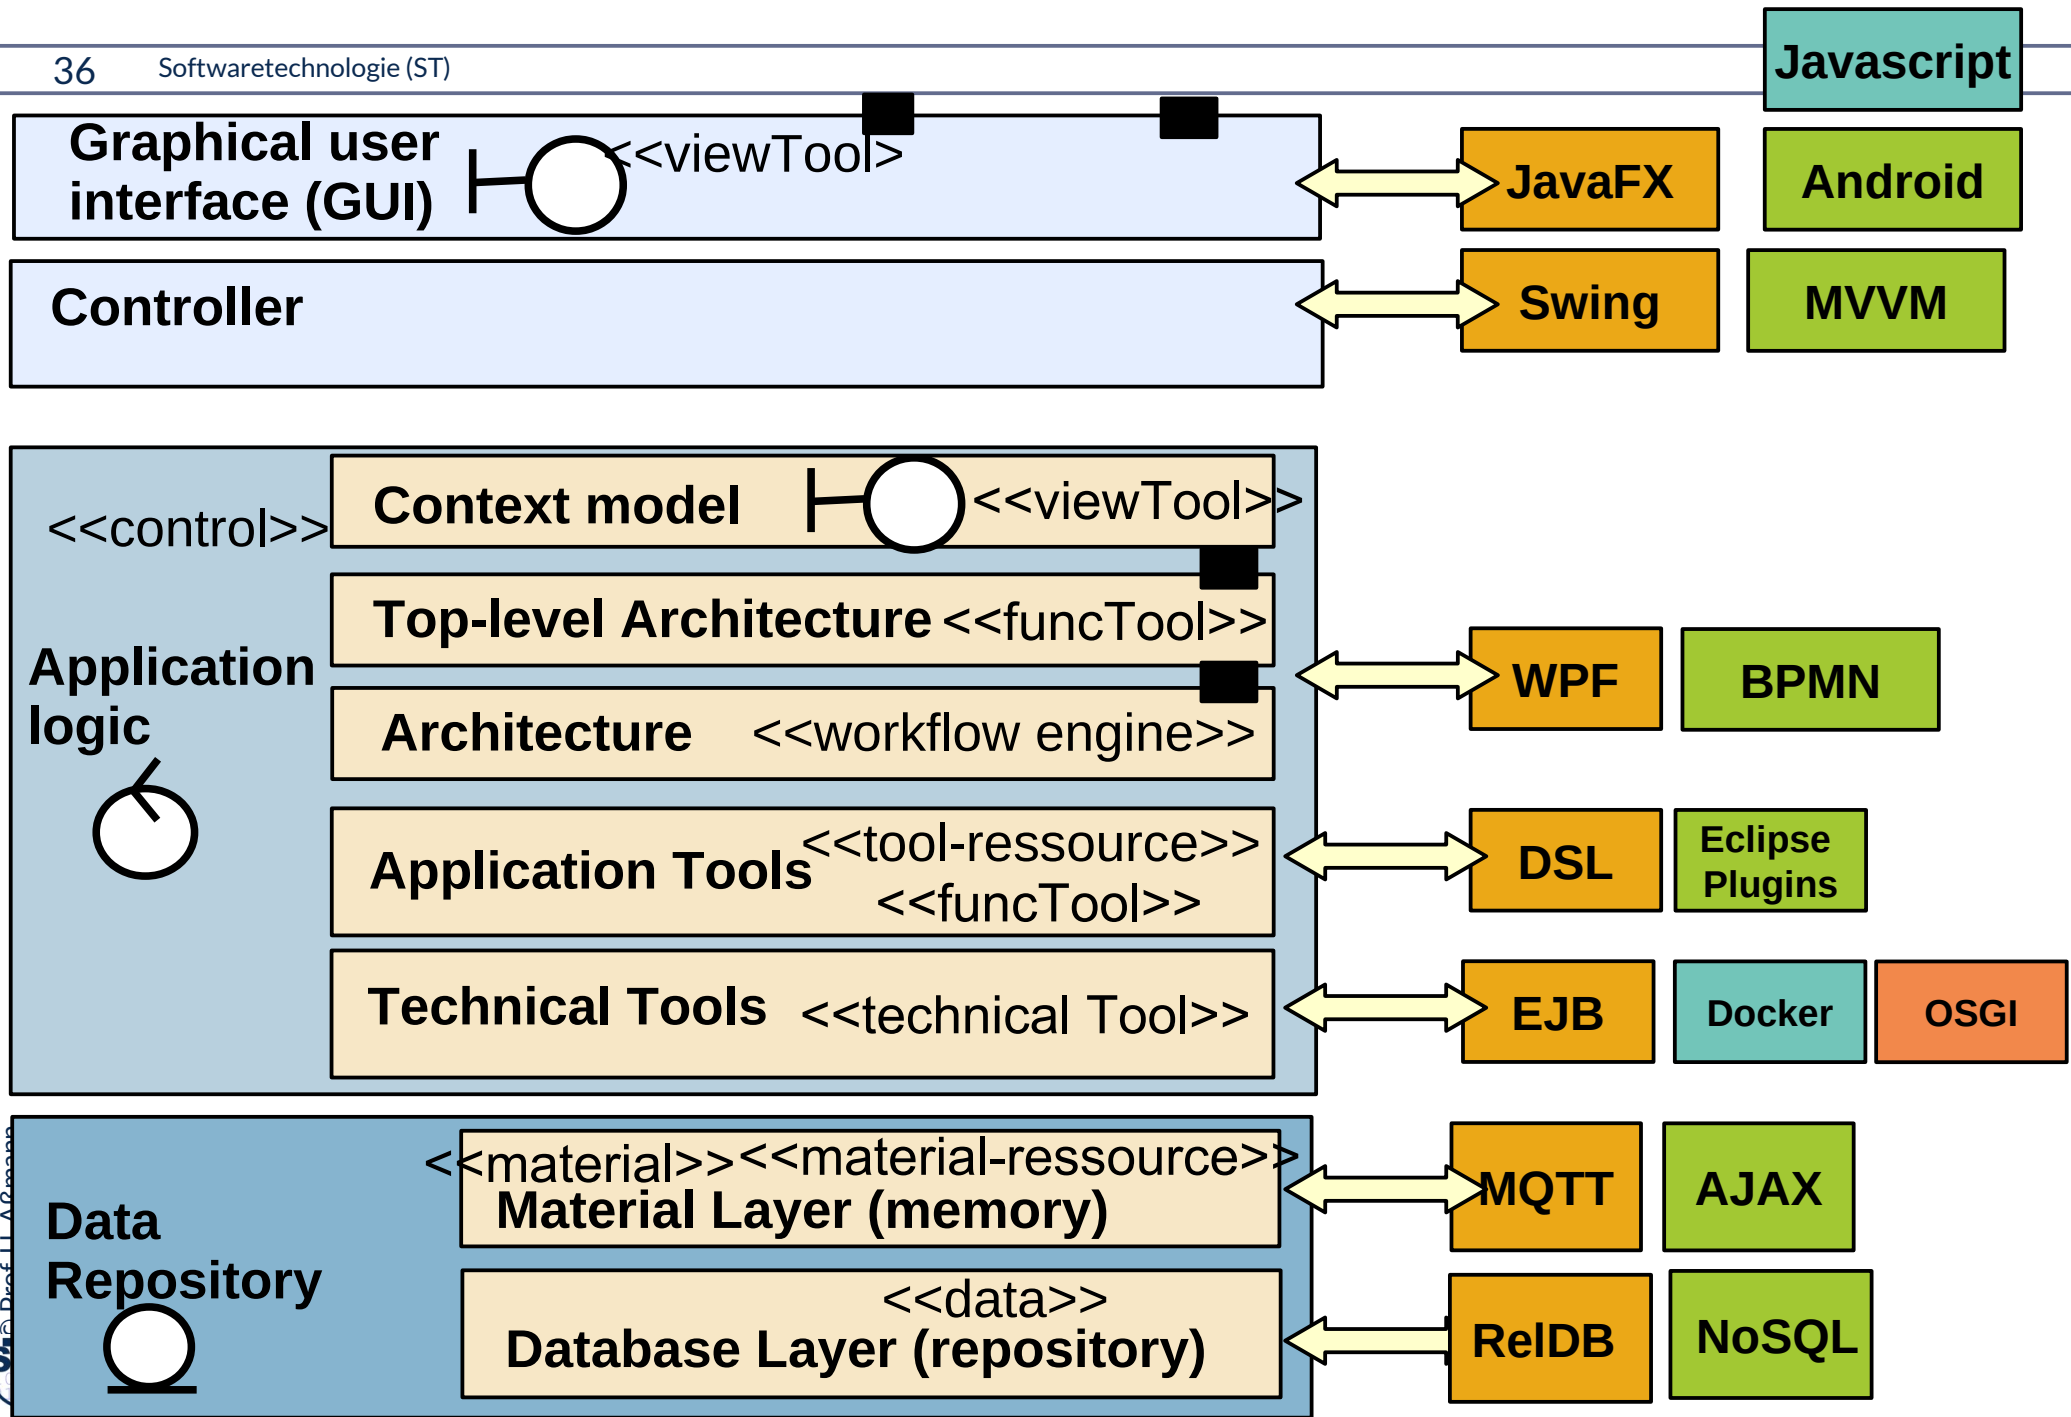 Javascript
36 Softwaretechnologie (ST)
Graphical user
interface (GUI)
<<viewTool>
JavaFX
Android
Controller
Swing
MVVM
<<control>>
Context model
<<viewTool>>
Top-level Architecture
<<funcTool>>
Application
logic
WPF
BPMN
Architecture
<<workflow engine>>
Application Tools
<<tool-ressource>>
<<funcTool>>
DSL
Eclipse
Plugins
Technical Tools
<<technical Tool>>
EJB
Docker
OSGI
Data
Repository
<<material>>
<<material-ressource>>
Material Layer (memory)
MQTT
AJAX
<<data>>
Database Layer (repository)
RelDB
NoSQL
© Prof. U. Aßmann